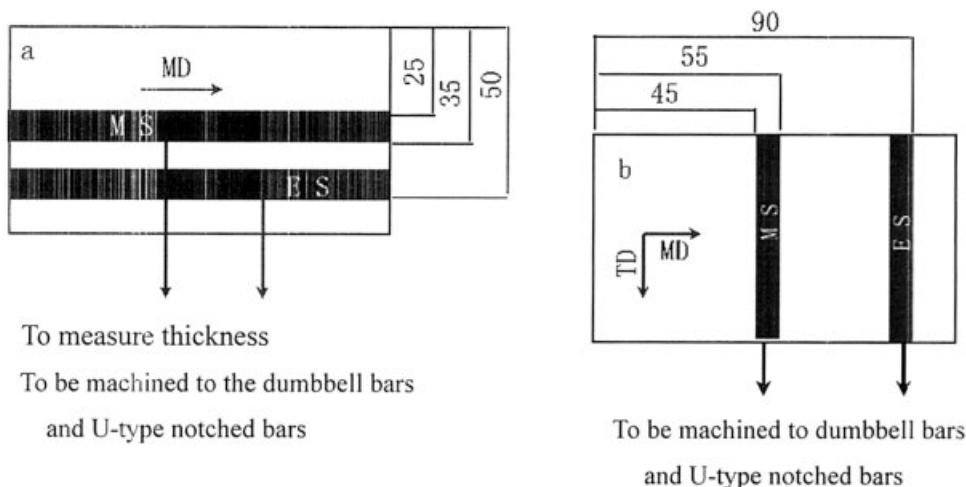 a
MD
25
35
50
M S
E S
To measure thickness
To be machined to the dumbbell bars
and U-type notched bars
90
55
45
b
M S
E S
TD
MD
To be machined to dumbbell bars
and U-type notched bars